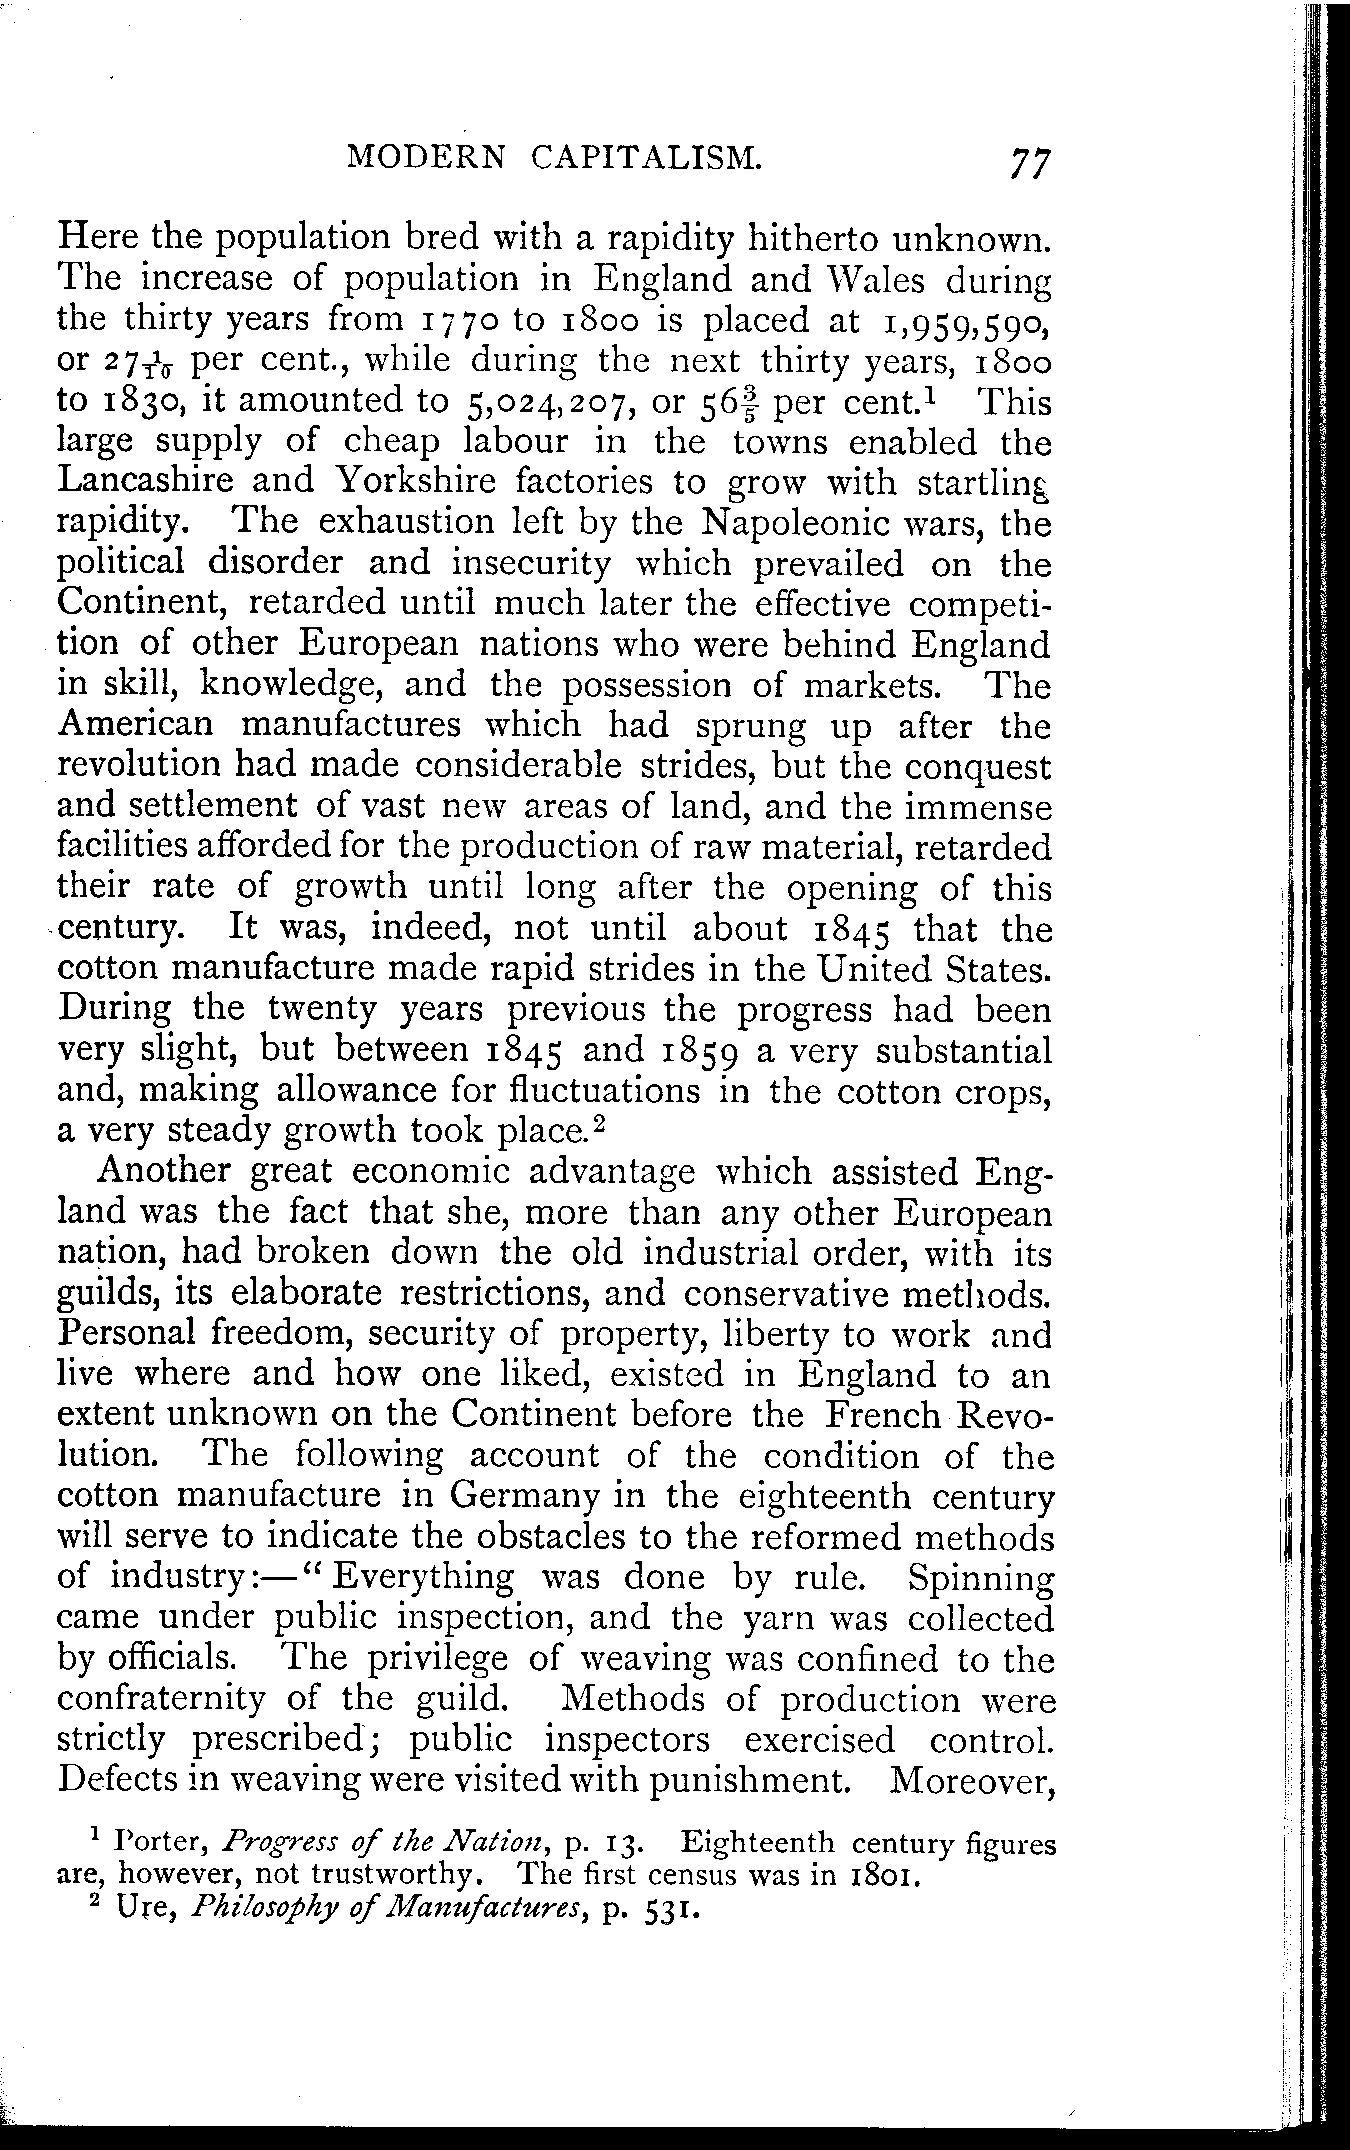 MODERN CAPITALISM. 77
Here the population bred with a rapidity hitherto unknown.
The increase of population in England and Wales during
the thirty years from 1770 to 1800 is placed at 1,959,590,
or 27 1/10 per cent., while during the next thirty years, 1800
to 1830, it amounted to 5,024,207, or 56⅗ per cent.¹ This
large supply of cheap labour in the towns enabled the
Lancashire and Yorkshire factories to grow with startling
rapidity. The exhaustion left by the Napoleonic wars, the
political disorder and insecurity which prevailed on the
Continent, retarded until much later the effective competi-
tion of other European nations who were behind England
in skill, knowledge, and the possession of markets. The
American manufactures which had sprung up after the
revolution had made considerable strides, but the conquest
and settlement of vast new areas of land, and the immense
facilities afforded for the production of raw material, retarded
their rate of growth until long after the opening of this
century. It was, indeed, not until about 1845 that the
cotton manufacture made rapid strides in the United States.
During the twenty years previous the progress had been
very slight, but between 1845 and 1859 a very substantial
and, making allowance for fluctuations in the cotton crops,
a very steady growth took place.²
Another great economic advantage which assisted Eng-
land was the fact that she, more than any other European
nation, had broken down the old industrial order, with its
guilds, its elaborate restrictions, and conservative methods.
Personal freedom, security of property, liberty to work and
live where and how one liked, existed in England to an
extent unknown on the Continent before the French Revo-
lution. The following account of the condition of the
cotton manufacture in Germany in the eighteenth century
will serve to indicate the obstacles to the reformed methods
of industry:—"Everything was done by rule. Spinning
came under public inspection, and the yarn was collected
by officials. The privilege of weaving was confined to the
confraternity of the guild. Methods of production were
strictly prescribed; public inspectors exercised control.
Defects in weaving were visited with punishment. Moreover,
¹ Porter, Progress of the Nation, p. 13. Eighteenth century figures
are, however, not trustworthy. The first census was in 1801.
² Ure, Philosophy of Manufactures, p. 531.